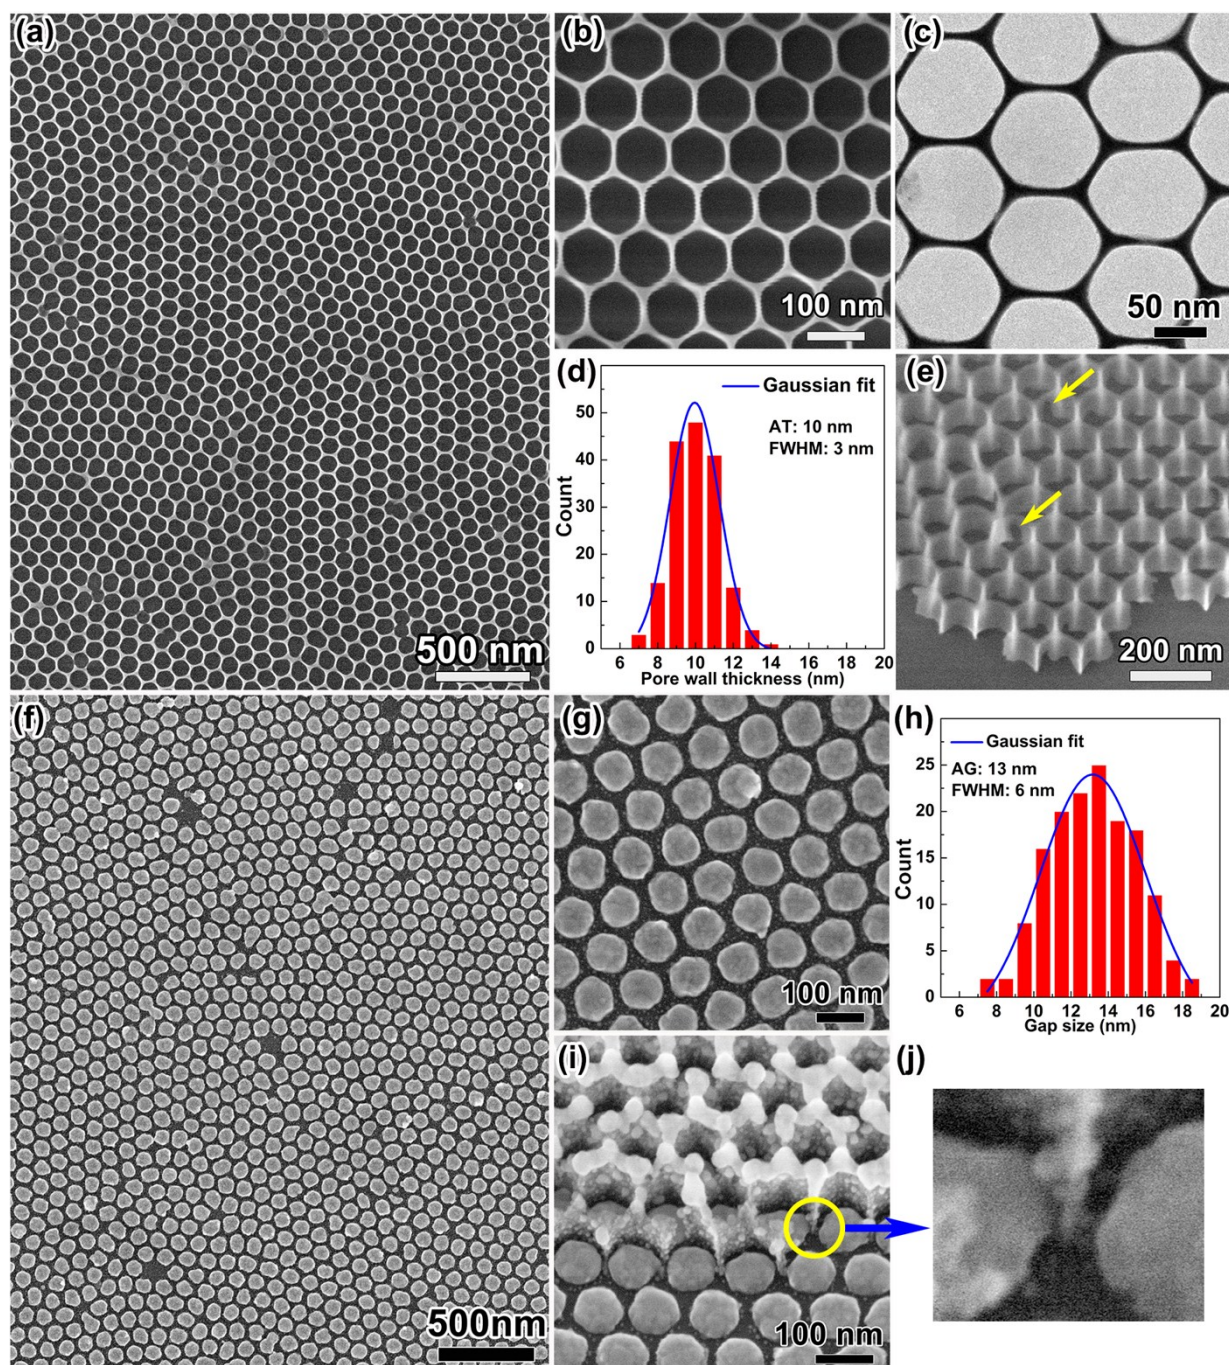 (a)
500 nm
(b)
100 nm
(c)
50 nm
(d)
Gaussian fit
AT: 10 nm
FWHM: 3 nm
Count
50
40
30
20
10
0
6 8 10 12 14 16 18 20
Pore wall thickness (nm)
(e)
200 nm
(f)
500nm
(g)
100 nm
(h)
Gaussian fit
AG: 13 nm
FWHM: 6 nm
Count
25
20
15
10
5
0
6 8 10 12 14 16 18 20
Gap size (nm)
(i)
100 nm
(j)